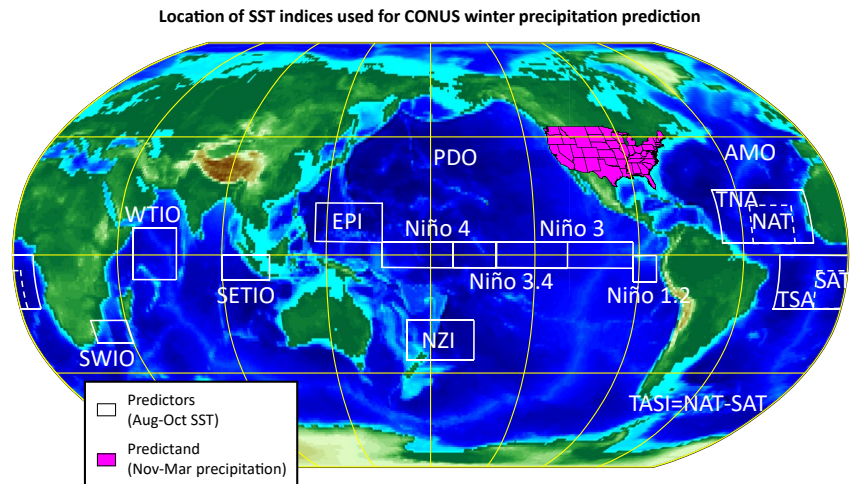 Location of SST indices used for CONUS winter precipitation prediction
PDO
AMO
TNA
NAT
WTIO
EPI
Niño 4
Niño 3
SETIO
Niño 3.4
Niño 1.2
SAT
TSA
SWIO
NZI
TASI=NAT-SAT
Predictors
(Aug-Oct SST)
Predictand
(Nov-Mar precipitation)